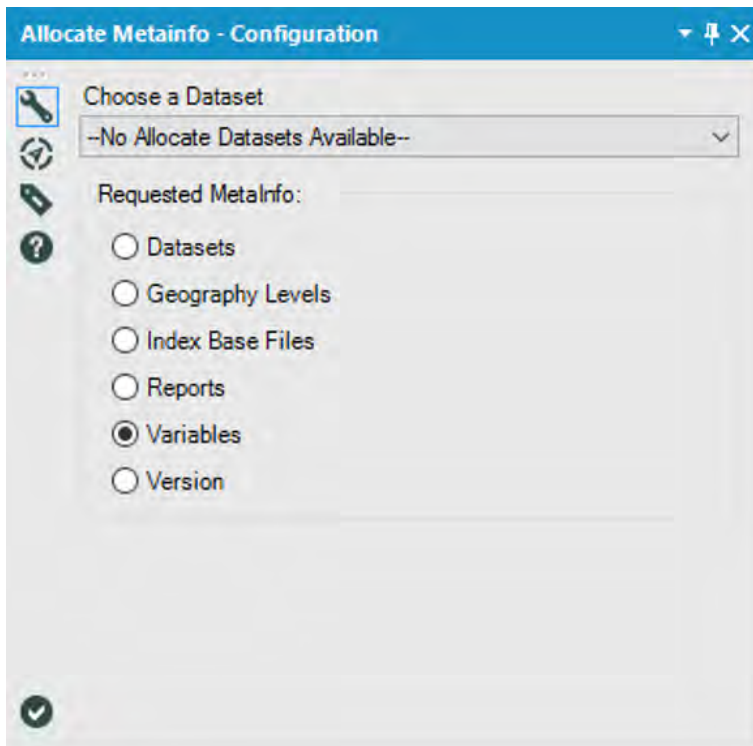 Allocate Metainfo - Configuration
Choose a Dataset
--No Allocate Datasets Available--
Requested MetaInfo:
Datasets
Geography Levels
Index Base Files
Reports
Variables
Version